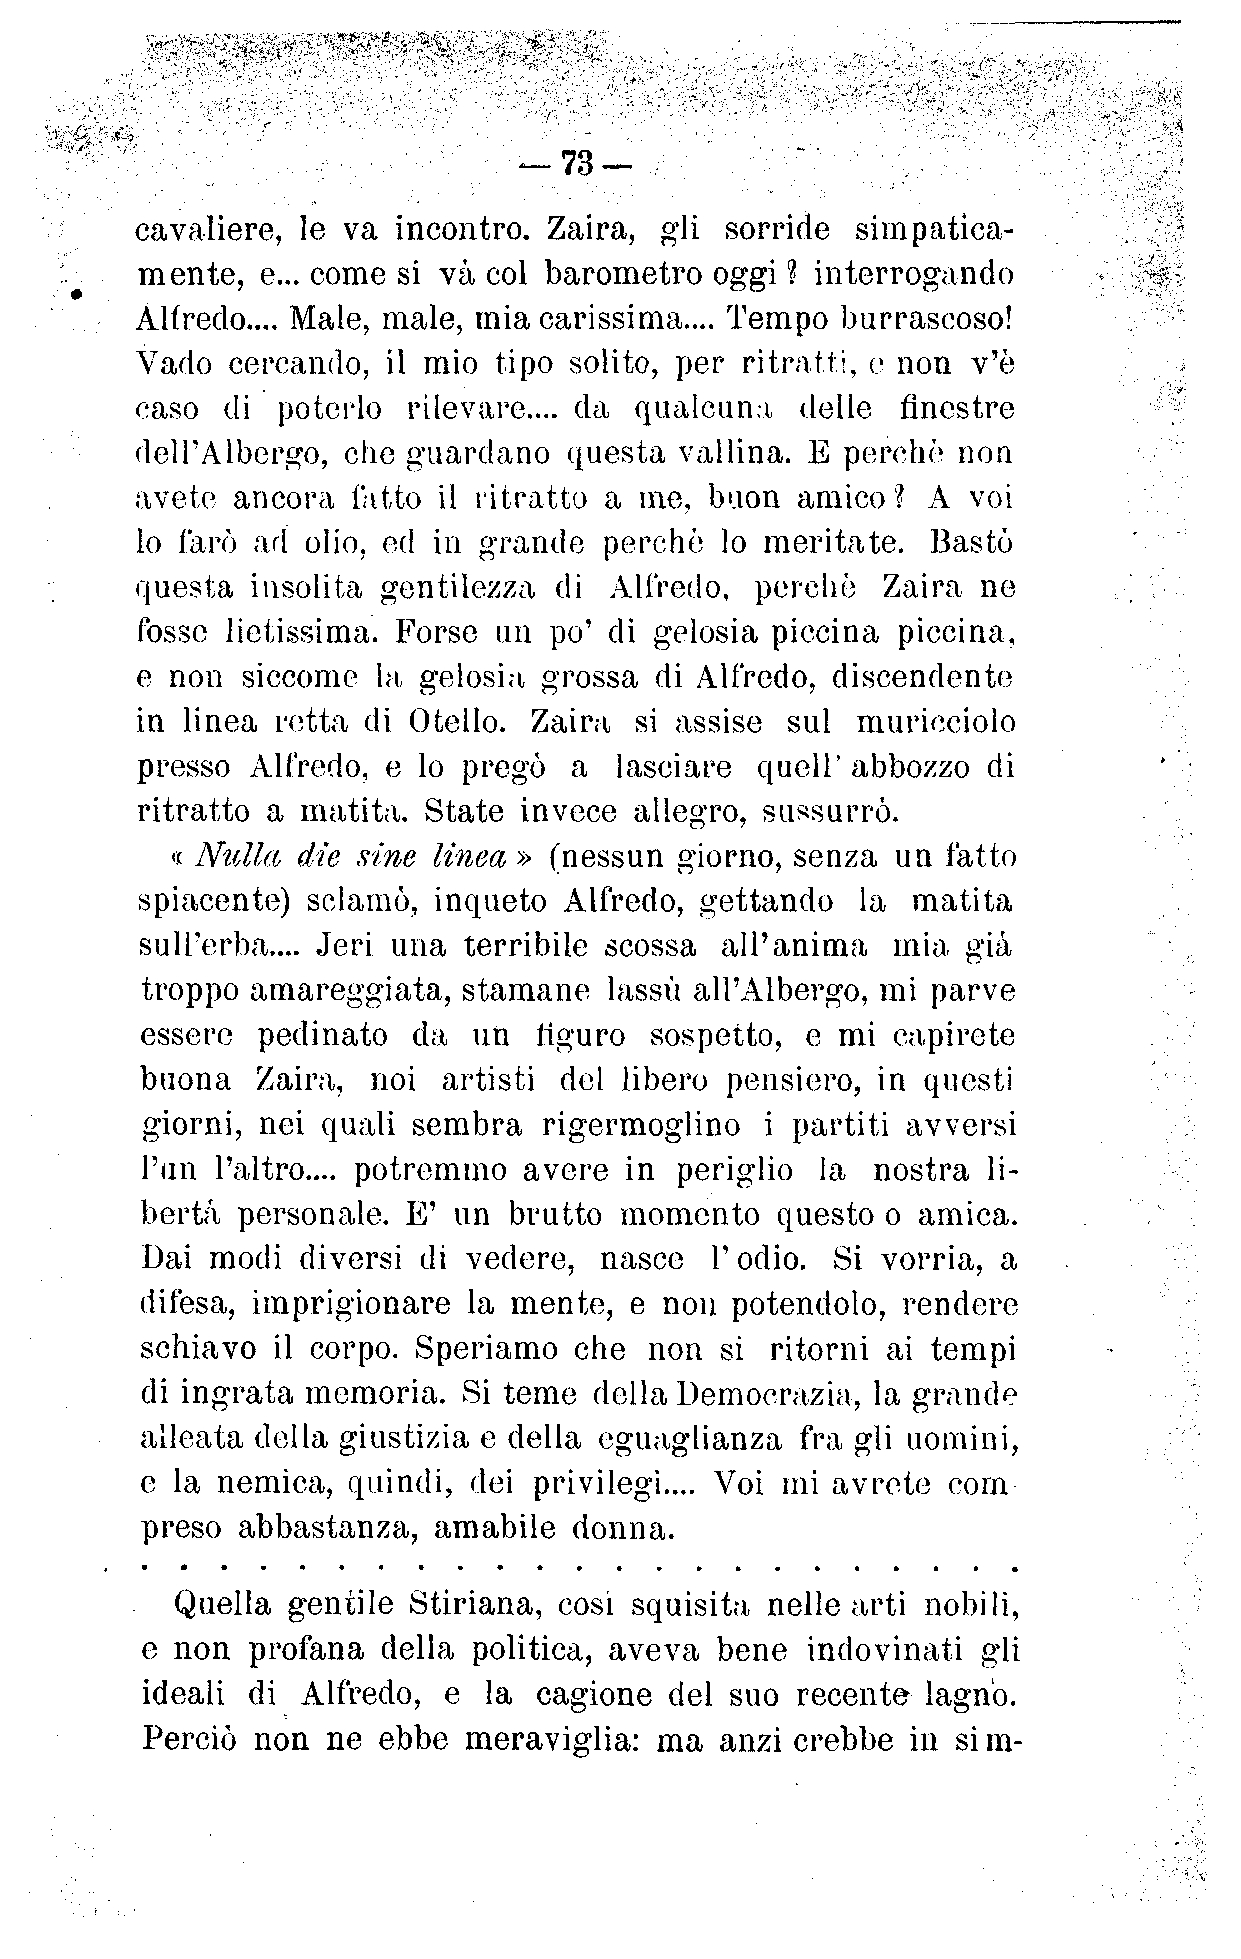 — 73 —
cavaliere, le va incontro. Zaira, gli sorride simpatica-
mente, e... come si và col barometro oggi ? interrogando
Alfredo.... Male, male, mia carissima.... Tempo burrascoso!
Vado cercando, il mio tipo solito, per ritratti, e non v'è
caso di poterlo rilevare.... da qualcuna delle finestre
dell'Albergo, che guardano questa vallina. E perchè non
avete ancora fatto il ritratto a me, buon amico ? A voi
lo farò ad olio, ed in grande perchè lo meritate. Bastò
questa insolita gentilezza di Alfredo, perchè Zaira ne
fosse lietissima. Forse un po' di gelosia piccina piccina,
e non siccome la gelosia grossa di Alfredo, discendente
in linea retta di Otello. Zaira si assise sul muricciolo
presso Alfredo, e lo pregò a lasciare quell' abbozzo di
ritratto a matita. State invece allegro, sussurrò.
« Nulla die sine linea » (nessun giorno, senza un fatto
spiacente) sclamò, inqueto Alfredo, gettando la matita
sull'erba.... Jeri una terribile scossa all'anima mia già
troppo amareggiata, stamane lassù all'Albergo, mi parve
essere pedinato da un figuro sospetto, e mi capirete
buona Zaira, noi artisti del libero pensiero, in questi
giorni, nei quali sembra rigermoglino i partiti avversi
l'un l'altro.... potremmo avere in periglio la nostra li-
bertà personale. E' un brutto momento questo o amica.
Dai modi diversi di vedere, nasce l' odio. Si vorria, a
difesa, imprigionare la mente, e non potendolo, rendere
schiavo il corpo. Speriamo che non si ritorni ai tempi
di ingrata memoria. Si teme della Democrazia, la grande
alleata della giustizia e della eguaglianza fra gli uomini,
e la nemica, quindi, dei privilegi.... Voi mi avrete com-
preso abbastanza, amabile donna.
. . . . . . . . . . . . . . . . . . . . . . . .
Quella gentile Stiriana, così squisita nelle arti nobili,
e non profana della politica, aveva bene indovinati gli
ideali di Alfredo, e la cagione del suo recente lagno.
Perciò non ne ebbe meraviglia: ma anzi crebbe in sim-